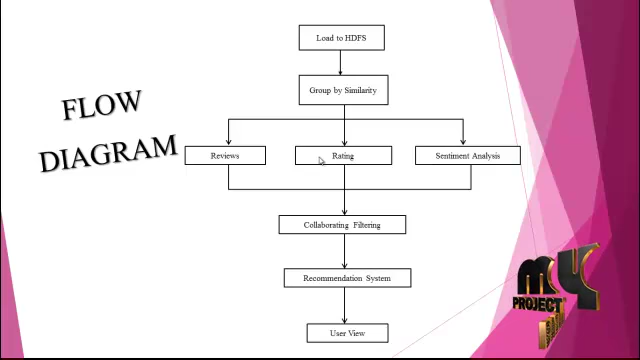 FLOW
DIAGRAM
Load to HDFS
Group by Similarity
Reviews
Rating
Sentiment Analysis
Collaborating Filtering
Recommendation System
User View
MY
PROJECT